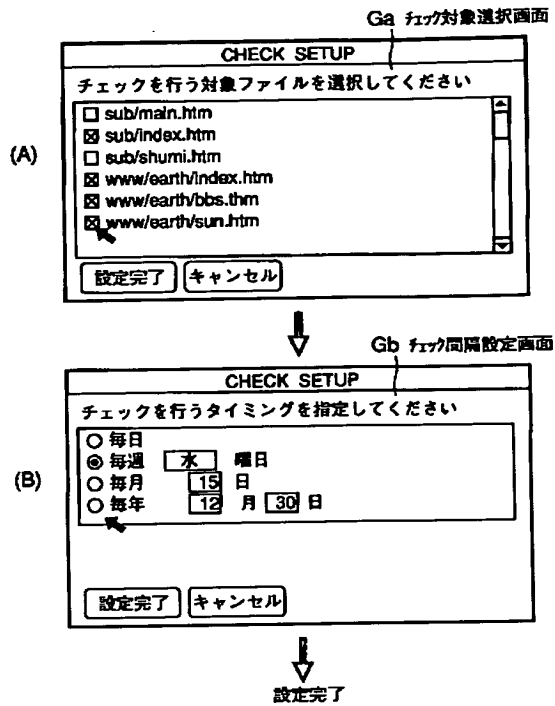 Ga チェック対象選択画面
CHECK SETUP
チェックを行う対象ファイルを選択してください
sub/main.htm
sub/index.htm
(A)
sub/shumi.htm
www/earth/index.htm
www/earth/bbs.thm
www/earth/sun.htm
設定完了 キャンセル
Gb チェック間隔設定画面
CHECK SETUP
チェックを行うタイミングを指定してください
毎日
毎週 水 曜日
(B)
毎月 15 日
毎年 12 月 30 日
設定完了 キャンセル
設定完了